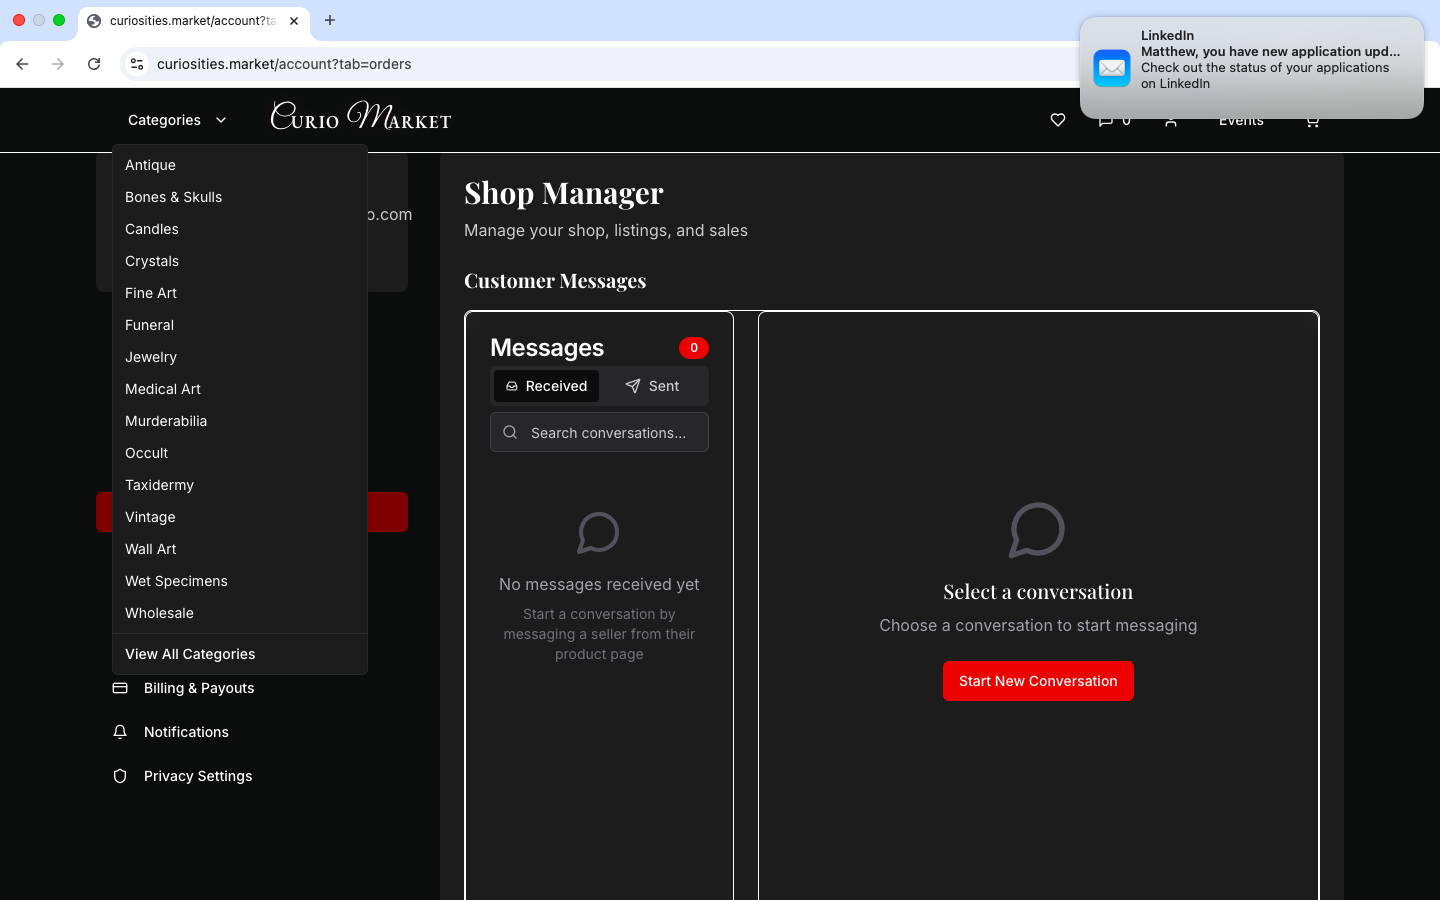 curiosities.market/account?ta
curiosities.market/account?tab=orders
LinkedIn
Matthew, you have new application upd...
Check out the status of your applications
on LinkedIn
Categories
Curio Market
0
Events
Antique
Bones & Skulls
Candles
Crystals
Fine Art
Funeral
Jewelry
Medical Art
Murderabilia
Occult
Taxidermy
Vintage
Wall Art
Wet Specimens
Wholesale
View All Categories
o.com
Billing & Payouts
Notifications
Privacy Settings
Shop Manager
Manage your shop, listings, and sales
Customer Messages
Messages
0
Received
Sent
Search conversations...
No messages received yet
Start a conversation by
messaging a seller from their
product page
Select a conversation
Choose a conversation to start messaging
Start New Conversation